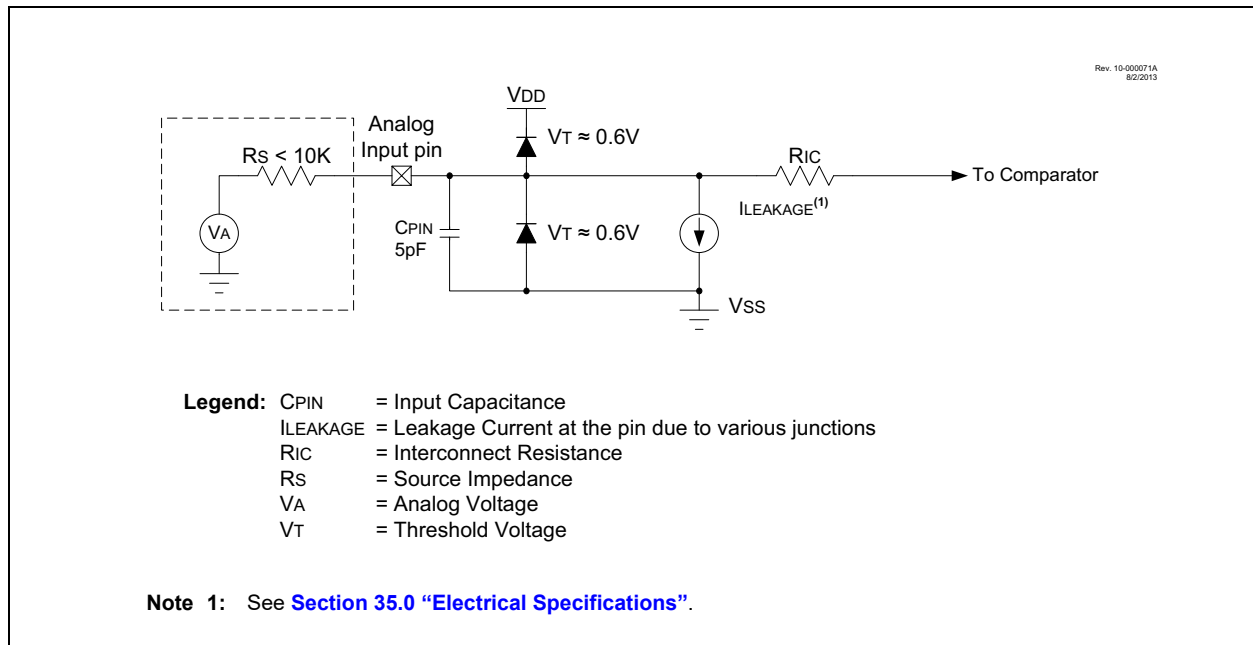 Rev. 10-000071A
8/2/2013
VDD
Analog
Input pin
VT ≈ 0.6V
RS < 10K
RIC
To Comparator
ILEAKAGE(1)
VA
CPIN
5pF
VT ≈ 0.6V
VSS
Legend: CPIN = Input Capacitance
ILEAKAGE = Leakage Current at the pin due to various junctions
RIC = Interconnect Resistance
RS = Source Impedance
VA = Analog Voltage
VT = Threshold Voltage
Note 1: See Section 35.0 “Electrical Specifications”.